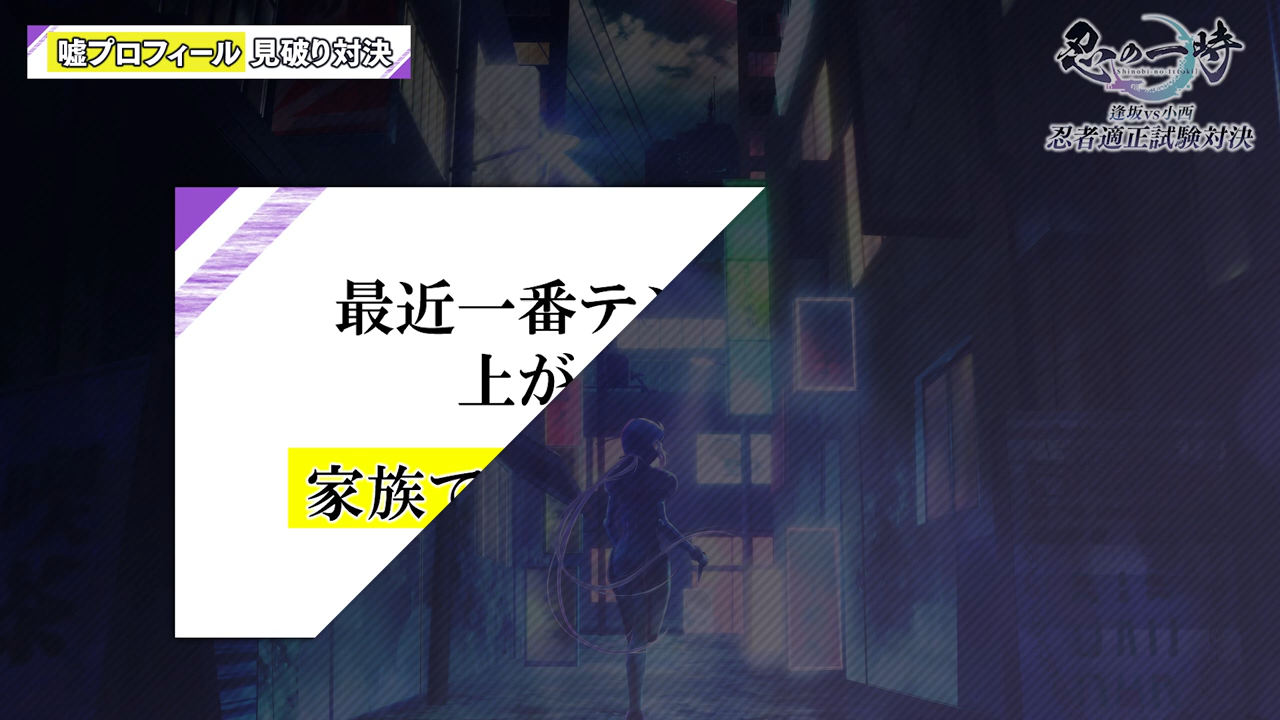 嘘プロフィール 見破り対決
忍の一時
Shinobi no Ittoki
逢坂vs小西
忍者適正試験対決
最近一番テン
上が
家族で